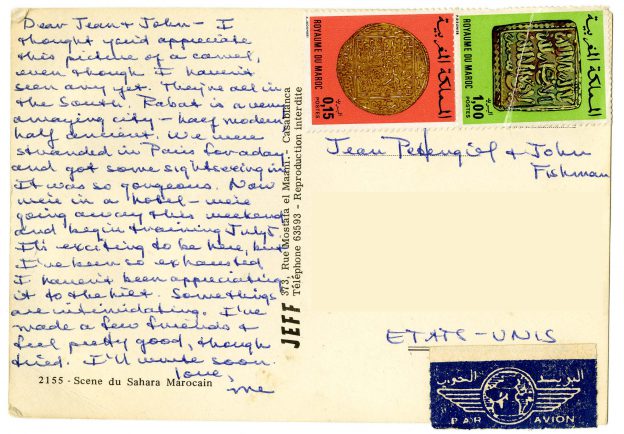 Dear Jean & John - I
thought you'd appreciate
this picture of a camel,
even though I haven't
seen any yet. They're all in
the South. Rabat is a very
amazing city - half modern
half ancient. We were
stranded in Paris for a day
and got some sightseeing in
It was so gorgeous. Now
we're in a hotel - we're
going away this weekend
and begin training July 5.
It's exciting to be here, but
I've been so exhausted
I haven't been appreciating
it to the hilt. Some things
are intimidating. I've
made a few friends &
feel pretty good, though
tired. I'll write soon.
love,
me
2155 - Scene du Sahara Marocain
JEFF
373, Rue Mostafa el Maani. - Casablanca
Téléphone 63593 - Reproduction interdite
المملكة المغربية
ROYAUME DU MAROC
0,15
POSTES
البريد
المملكة المغربية
ROYAUME DU MAROC
1,00
POSTES
البريد
Jean & John
Fishman
ETATS-UNIS
البريد الجوي
PAR AVION